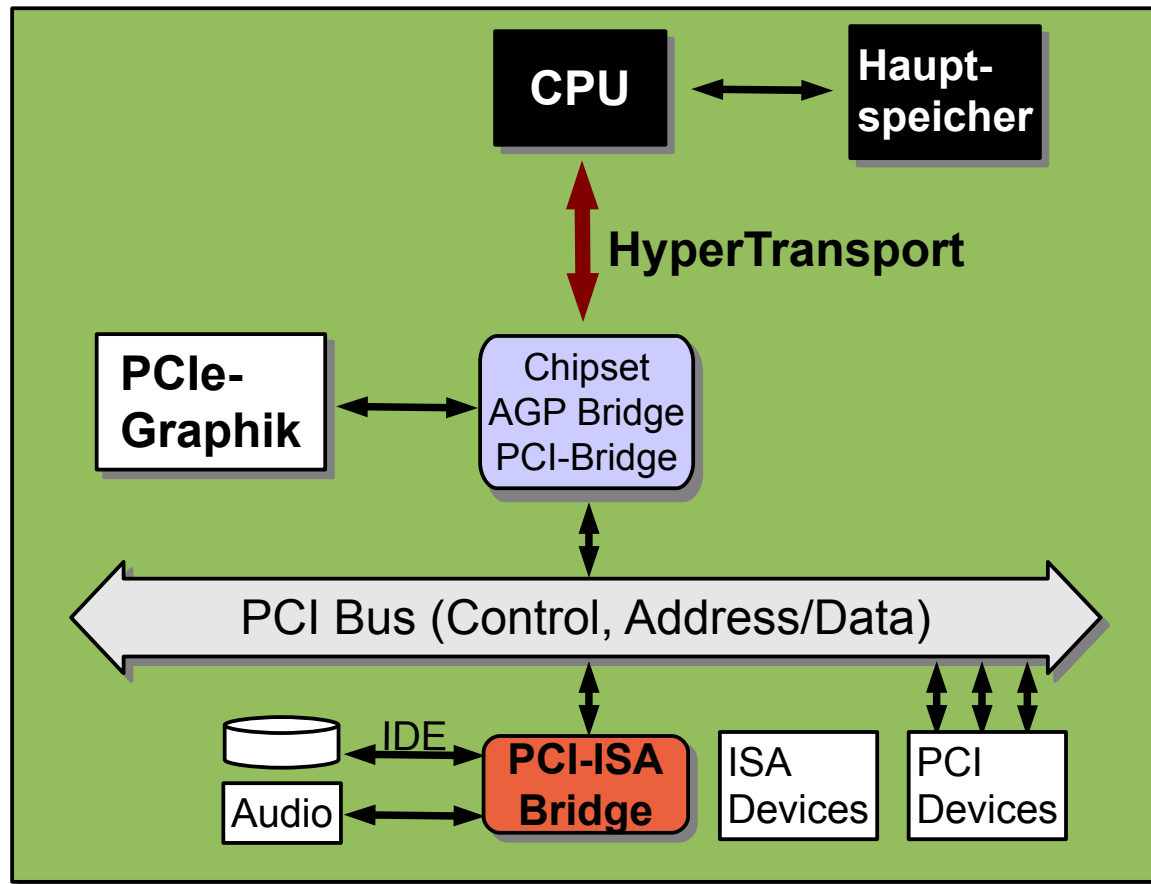 CPU
Haupt-
speicher
HyperTransport
PCIe-
Graphik
Chipset
AGP Bridge
PCI-Bridge
PCI Bus (Control, Address/Data)
IDE
Audio
PCI-ISA
Bridge
ISA
Devices
PCI
Devices